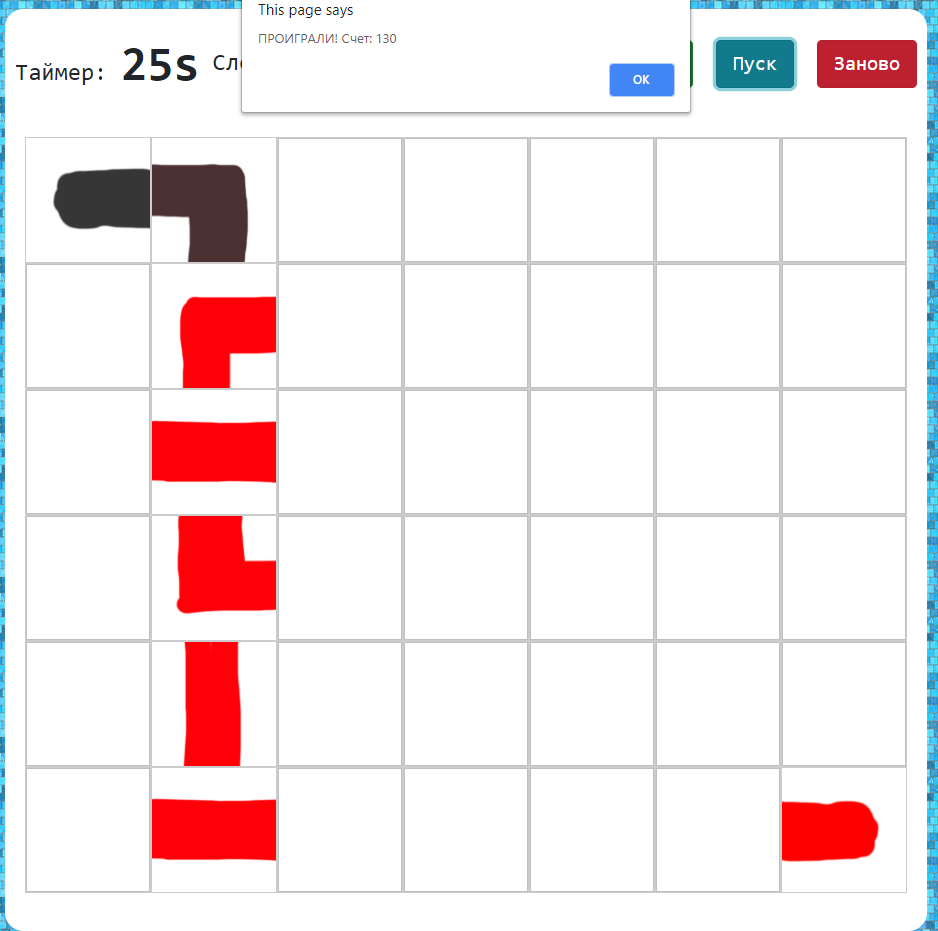 This page says
ПРОИГРАЛИ! Счет: 130
OK
Таймер: 25s
Пуск
Заново